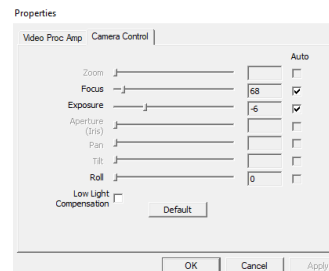 Properties
Video Proc Amp Camera Control
Auto
Zoom
Focus 68
Exposure -6
Aperture
(Iris)
Pan
Tilt
Roll 0
Low Light
Compensation
Default
OK Cancel Apply